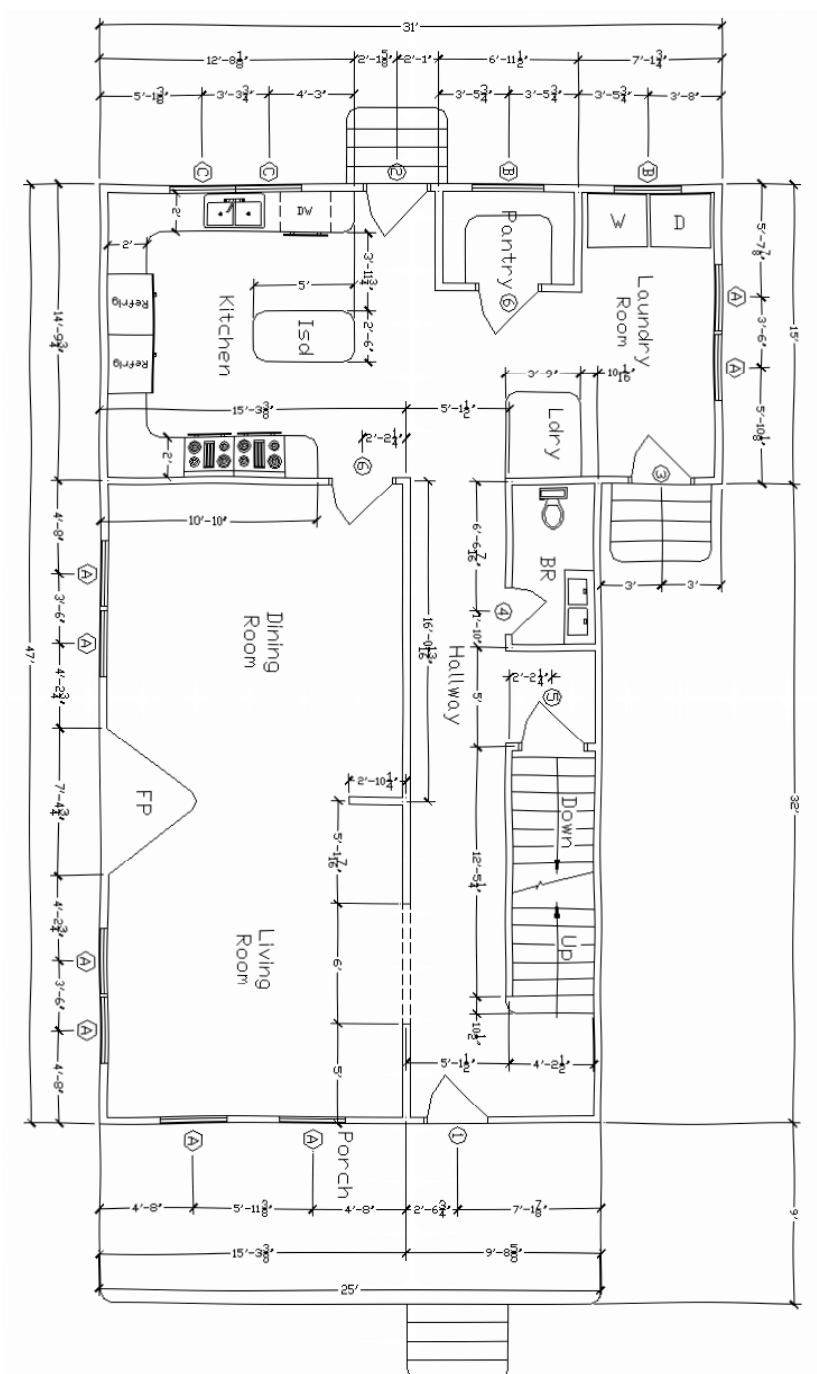 31'
12'-8 1/8"
2'-1 5/8"
2'-1"
6'-11 1/2"
7'-1 3/4"
5'-1 3/8"
3'-3 3/4"
4'-3"
3'-5 3/4"
3'-5 3/4"
3'-5 3/4"
3'-8"
C
C
2
B
B
2'
DW
W
D
Pantry
6
2'
5'
3'-11 1/4"
2'-6"
Refrig
Refrig
Kitchen
Isd
Laundry
Room
5'-7 7/8"
A
3'-6"
A
5'-10 1/8"
15'
14'-9 3/4"
3'-9"
10 1/16"
15'-3 3/8"
5'-1 1/2"
2'-2 1/4"
Ldry
2'
6
3
10'-10"
3'
3'
4'-8"
A
3'-6"
A
4'-2 3/4"
7'-4 3/4"
4'-2 3/4"
A
3'-6"
A
4'-8"
47'
6'-6 7/16"
BR
4
1'-10"
16'-0 13/16"
Hallway
Dining
Room
5'
2'-2 1/4"
5
FP
2'-10 1/4"
Down
5'-1 7/16"
12'-5 1/4"
Up
Living
Room
6'
10 1/2"
5'
5'-1 1/2"
4'-2 1/2"
32'
A
A
Porch
1
4'-8"
5'-11 3/8"
4'-8"
2'-6 3/4"
7'-1 7/8"
9'
15'-3 3/8"
9'-8 5/8"
25'